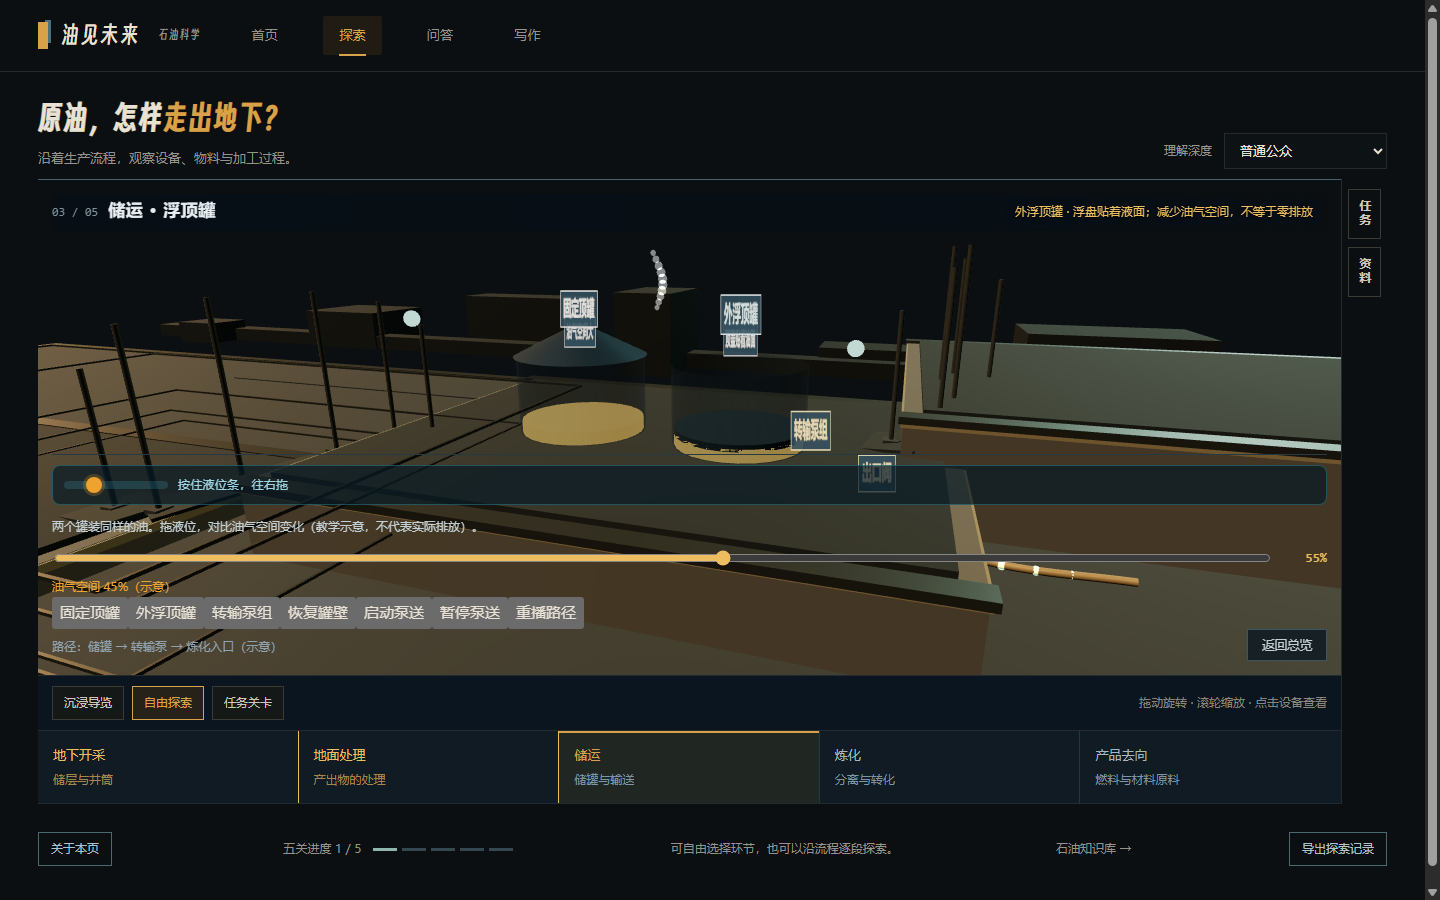 油见未来 石油科学 首页 探索 问答 写作
原油，怎样走出地下？
沿着生产流程，观察设备、物料与加工过程。
理解深度 普通公众
03 / 05 储运 • 浮顶罐
外浮顶罐 · 浮盘贴着液面；减少油气空间，不等于零排放
任务
资料
固定顶罐
外浮顶罐
转输泵组
出口阀
按住液位条，往右拖
两个罐装同样的油。拖液位，对比油气空间变化（教学示意，不代表实际排放）。
55%
油气空间 45%（示意）
固定顶罐 外浮顶罐 转输泵组 恢复罐壁 启动泵送 暂停泵送 重播路径
路径：储罐 → 转输泵 → 炼化入口（示意）
返回总览
沉浸导览 自由探索 任务关卡
拖动旋转 · 滚轮缩放 · 点击设备查看
地下开采
储层与井筒
地面处理
产出物的处理
储运
储罐与输送
炼化
分离与转化
产品去向
燃料与材料原料
关于本页
五关进度 1 / 5
可自由选择环节，也可以沿流程逐段探索。
石油知识库 →
导出探索记录